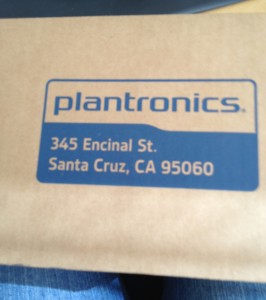 plantronics.
345 Encinal St.
Santa Cruz, CA 95060